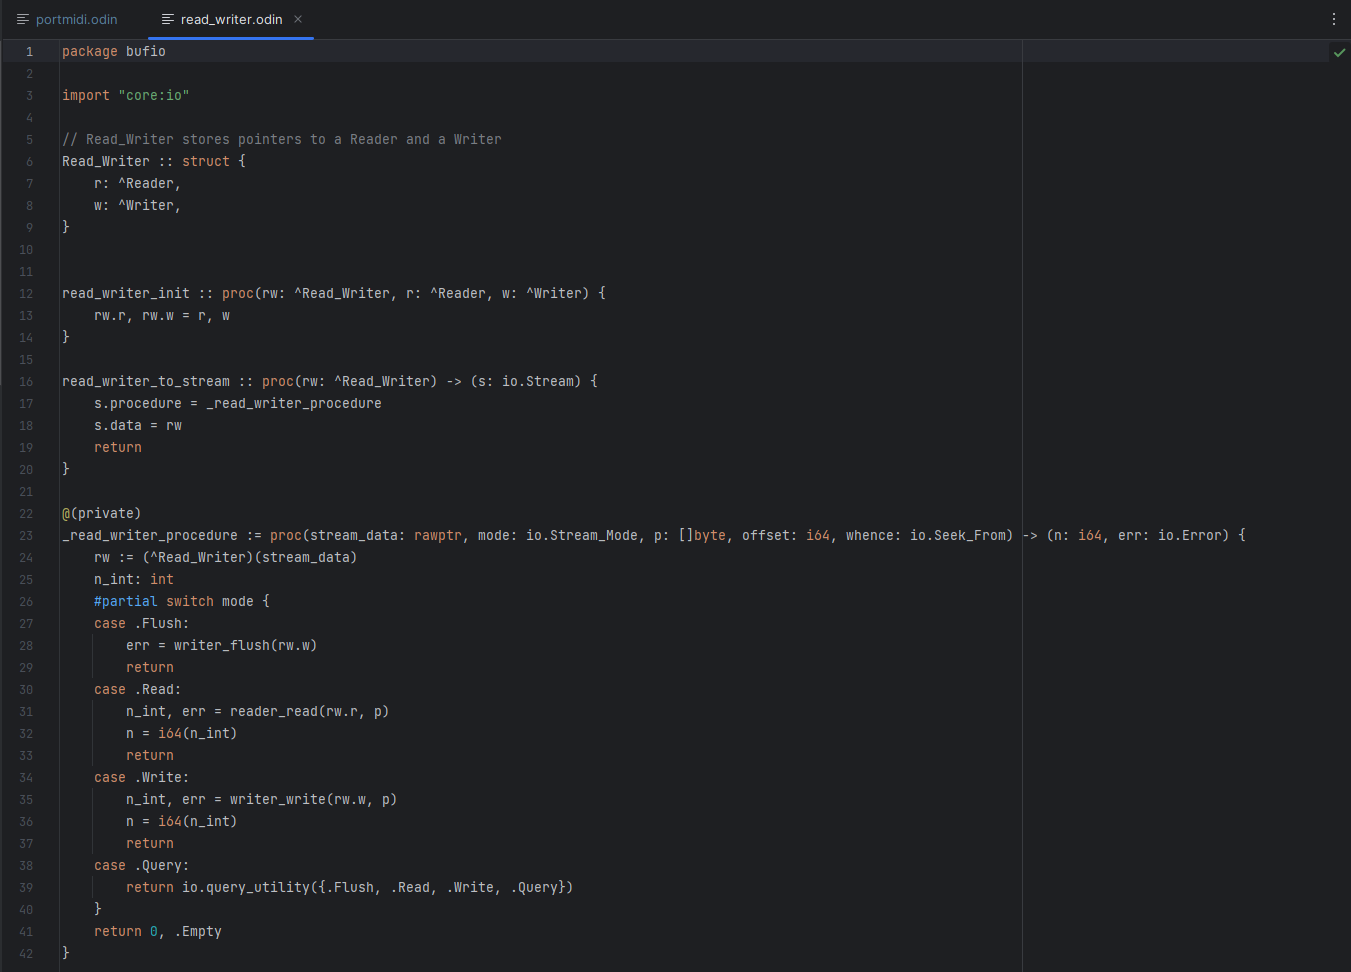 portmidi.odin
read_writer.odin
1 package bufio
2
3 import "core:io"
4
5 // Read_Writer stores pointers to a Reader and a Writer
6 Read_Writer :: struct {
7     r: ^Reader,
8     w: ^Writer,
9 }
10
11
12 read_writer_init :: proc(rw: ^Read_Writer, r: ^Reader, w: ^Writer) {
13     rw.r, rw.w = r, w
14 }
15
16 read_writer_to_stream :: proc(rw: ^Read_Writer) -> (s: io.Stream) {
17     s.procedure = _read_writer_procedure
18     s.data = rw
19     return
20 }
21
22 @(private)
23 _read_writer_procedure := proc(stream_data: rawptr, mode: io.Stream_Mode, p: []byte, offset: i64, whence: io.Seek_From) -> (n: i64, err: io.Error) {
24     rw := (^Read_Writer)(stream_data)
25     n_int: int
26     #partial switch mode {
27     case .Flush:
28         err = writer_flush(rw.w)
29         return
30     case .Read:
31         n_int, err = reader_read(rw.r, p)
32         n = i64(n_int)
33         return
34     case .Write:
35         n_int, err = writer_write(rw.w, p)
36         n = i64(n_int)
37         return
38     case .Query:
39         return io.query_utility({.Flush, .Read, .Write, .Query})
40     }
41     return 0, .Empty
42 }